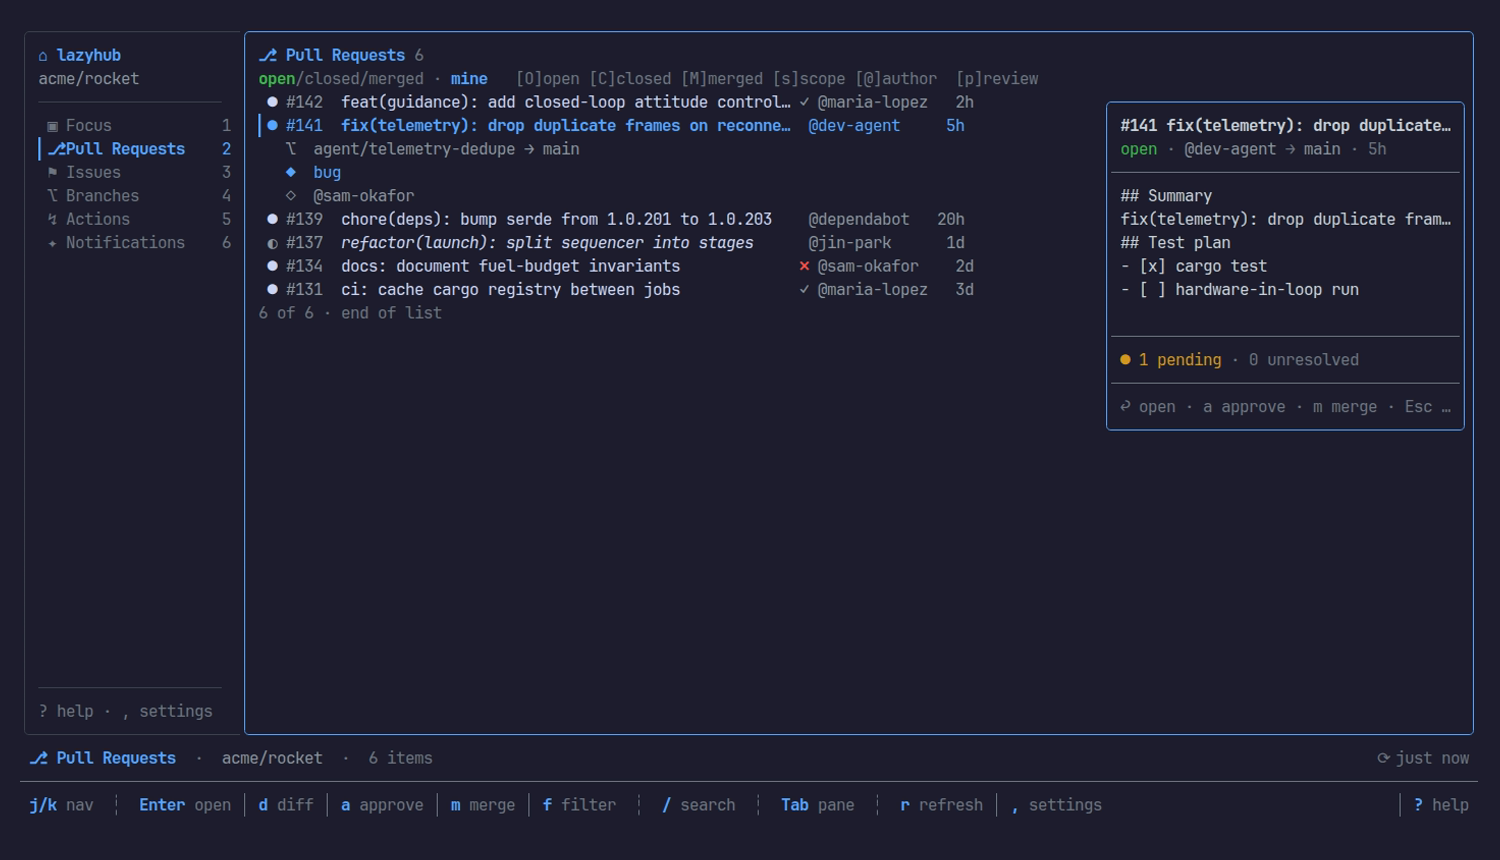 ⌂ lazyhub
acme/rocket
▣ Focus 1
⎇Pull Requests 2
⚑ Issues 3
⌥ Branches 4
↯ Actions 5
✦ Notifications 6
? help · , settings
⎇ Pull Requests 6
open/closed/merged · mine [O]open [C]closed [M]merged [s]scope [@]author [p]review
● #142 feat(guidance): add closed-loop attitude control… ✓ @maria-lopez 2h
● #141 fix(telemetry): drop duplicate frames on reconne… @dev-agent 5h
⌥ agent/telemetry-dedupe → main
◆ bug
◇ @sam-okafor
● #139 chore(deps): bump serde from 1.0.201 to 1.0.203 @dependabot 20h
◐ #137 refactor(launch): split sequencer into stages @jin-park 1d
● #134 docs: document fuel-budget invariants ✗ @sam-okafor 2d
● #131 ci: cache cargo registry between jobs ✓ @maria-lopez 3d
6 of 6 · end of list
#141 fix(telemetry): drop duplicate…
open · @dev-agent → main · 5h
## Summary
fix(telemetry): drop duplicate fram…
## Test plan
- [x] cargo test
- [ ] hardware-in-loop run
● 1 pending · 0 unresolved
⏎ open · a approve · m merge · Esc …
⎇ Pull Requests · acme/rocket · 6 items ⟳ just now
j/k nav ┆ Enter open │ d diff │ a approve │ m merge │ f filter ┆ / search ┆ Tab pane ┆ r refresh │ , settings │ ? help